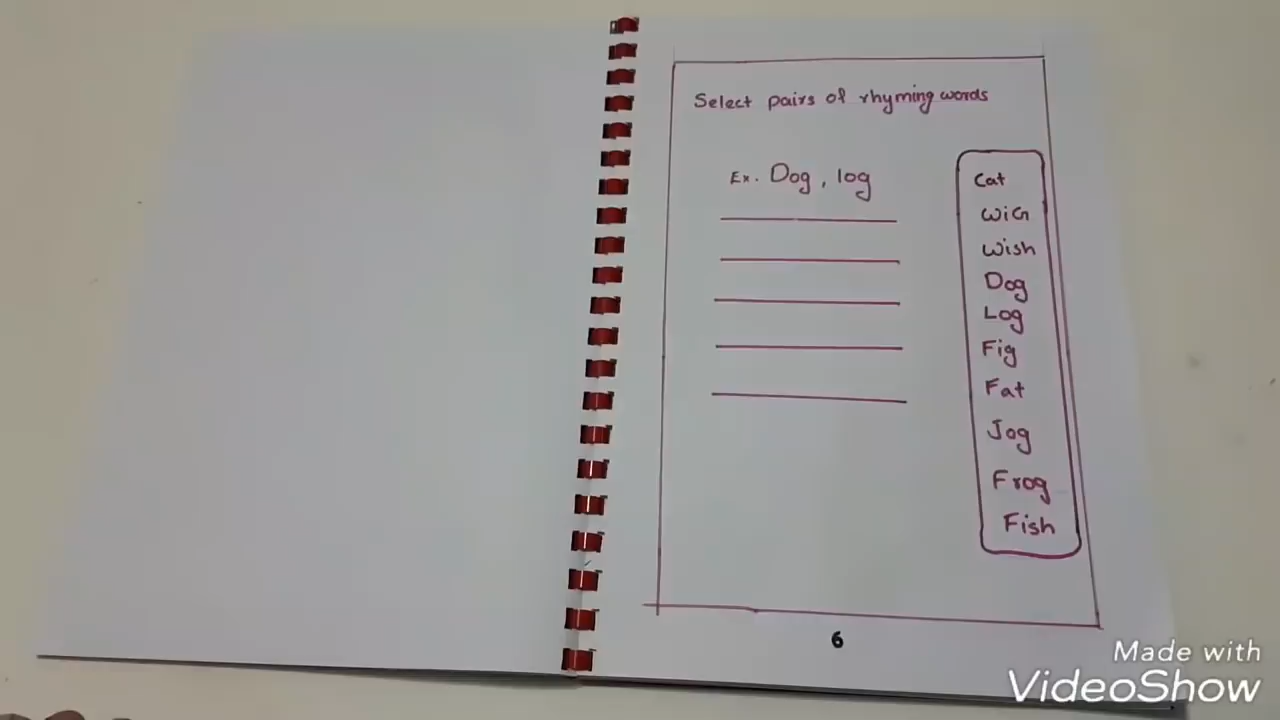 Select pairs of rhyming words
Ex. Dog, log
Cat
WiG
Wish
Dog
Log
Fig
Fat
Jog
Frog
Fish
6
Made with
VideoShow